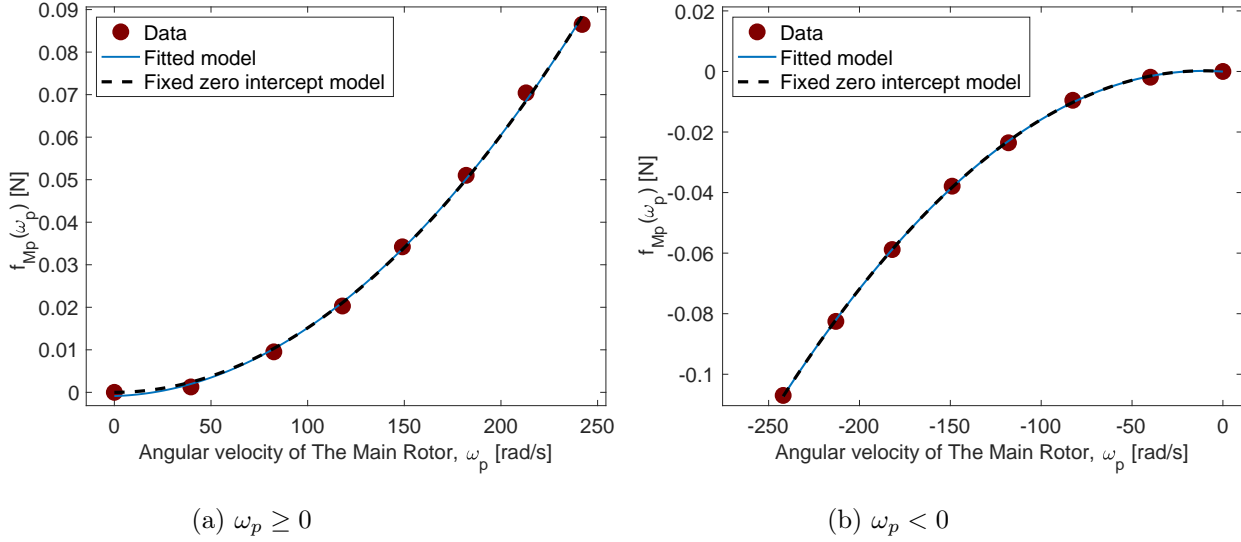 0.09
0.08
0.07
0.06
0.05
0.04
0.03
0.02
0.01
0
f_Mp(ω_p) [N]
Data
Fitted model
Fixed zero intercept model
0 50 100 150 200 250
Angular velocity of The Main Rotor, ω_p [rad/s]
(a) ω_p ≥ 0
0.02
0
-0.02
-0.04
-0.06
-0.08
-0.1
f_Mp(ω_p) [N]
Data
Fitted model
Fixed zero intercept model
-250 -200 -150 -100 -50 0
Angular velocity of The Main Rotor, ω_p [rad/s]
(b) ω_p < 0